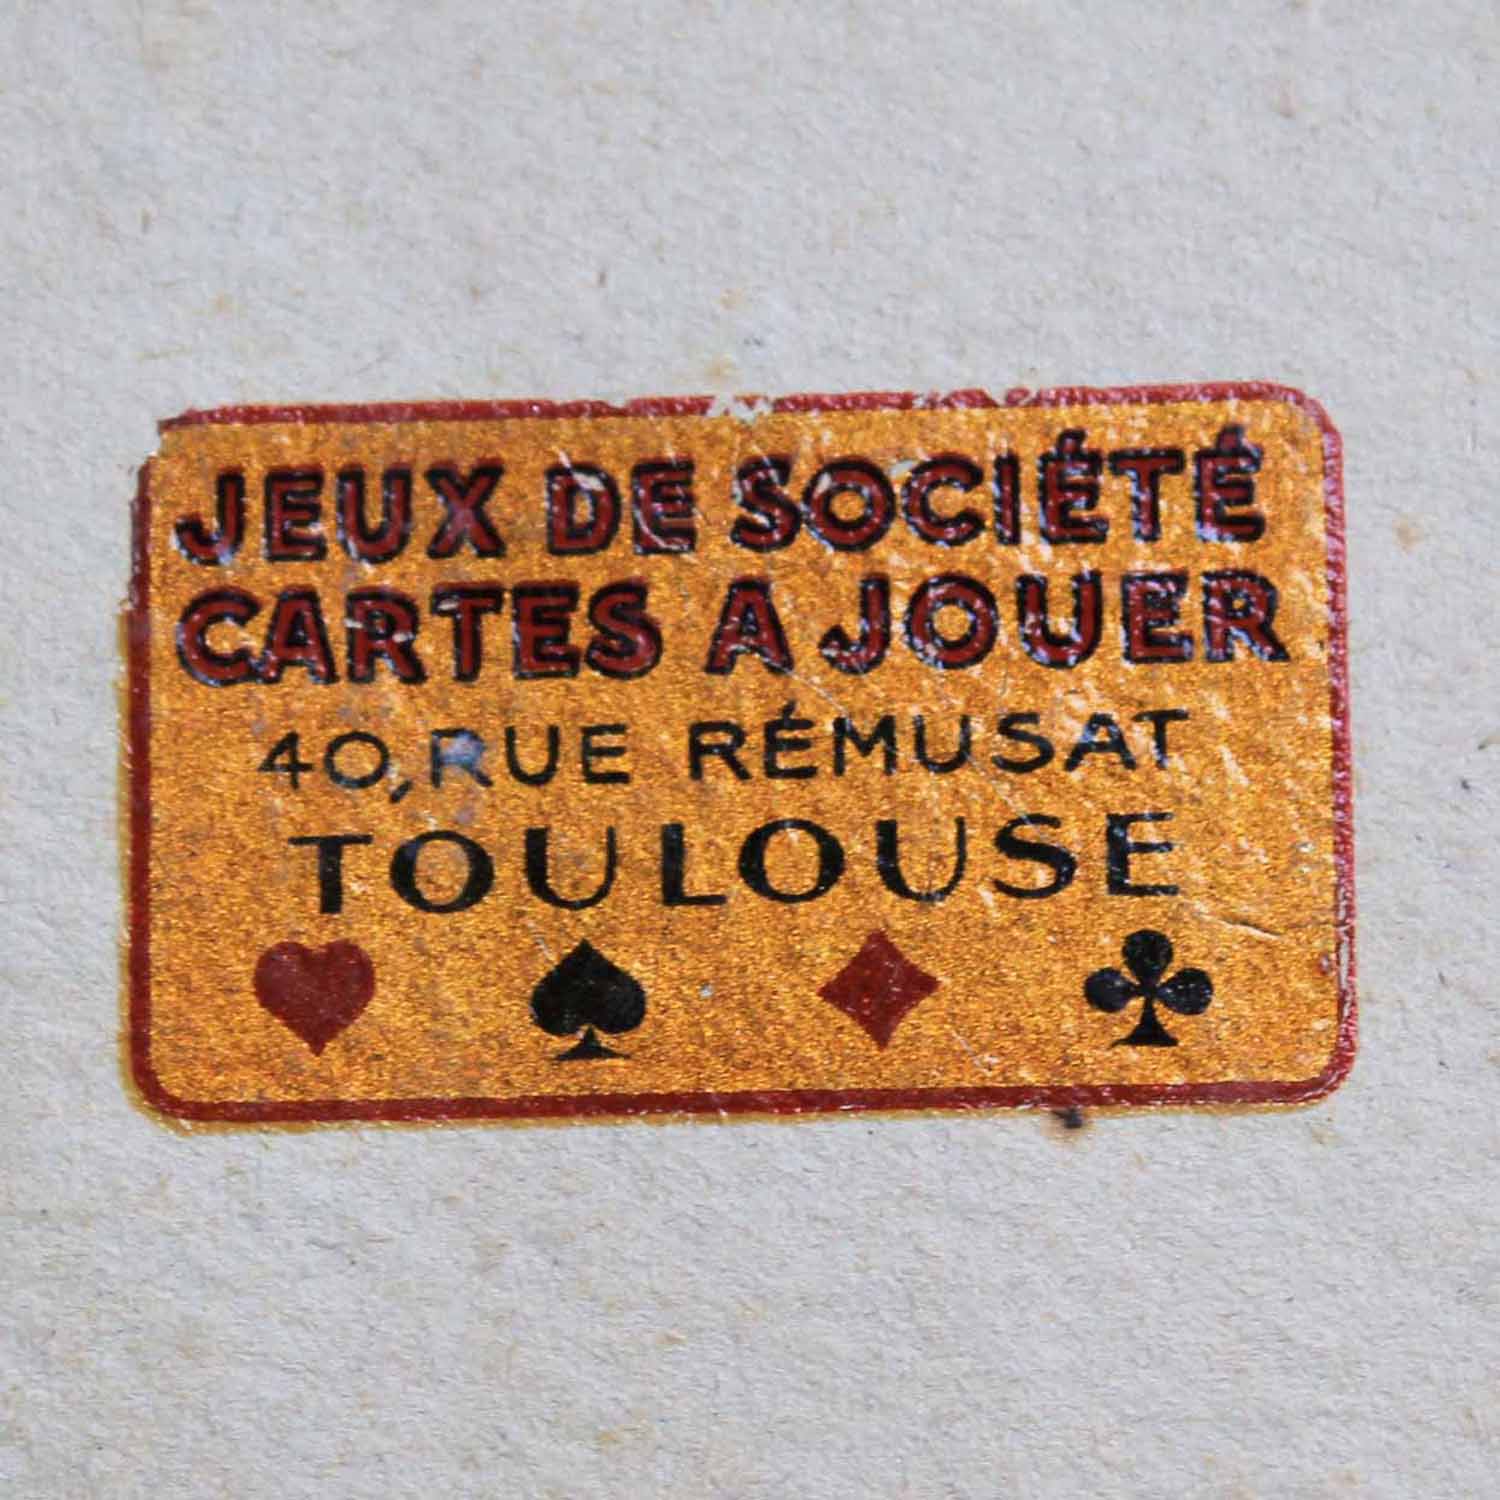 JEUX DE SOCIÉTÉ
CARTES A JOUER
40, RUE RÉMUSAT
TOULOUSE